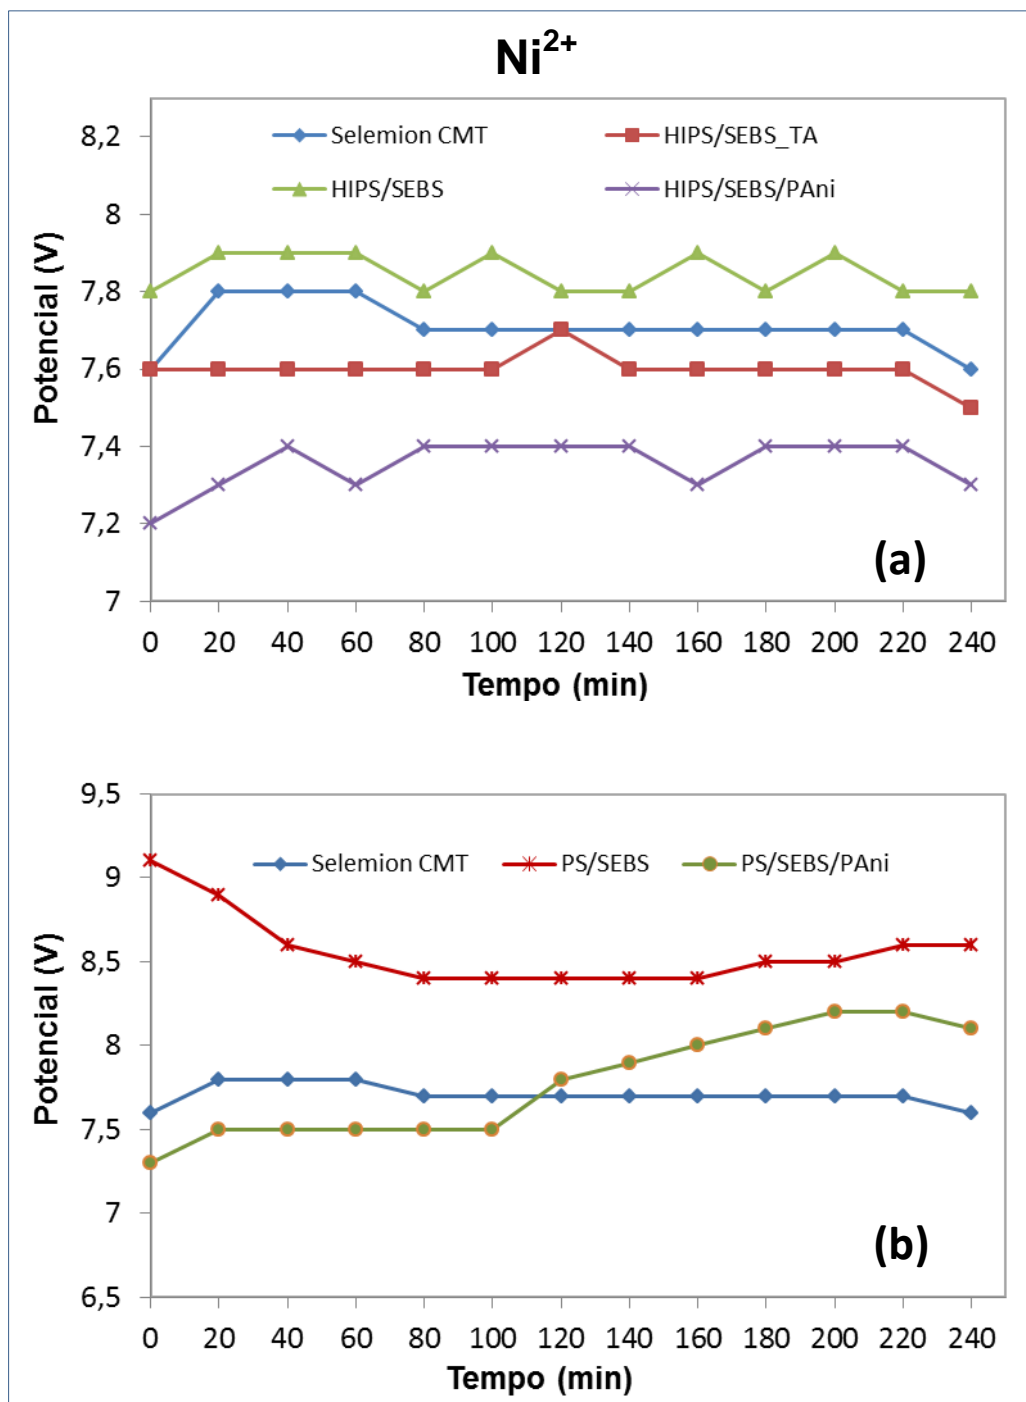 Ni²⁺
8,2
8
7,8
7,6
7,4
7,2
7
Potencial (V)
Selemion CMT
HIPS/SEBS_TA
HIPS/SEBS
HIPS/SEBS/PAni
(a)
0 20 40 60 80 100 120 140 160 180 200 220 240
Tempo (min)
9,5
9
8,5
8
7,5
7
6,5
Potencial (V)
Selemion CMT
PS/SEBS
PS/SEBS/PAni
(b)
0 20 40 60 80 100 120 140 160 180 200 220 240
Tempo (min)